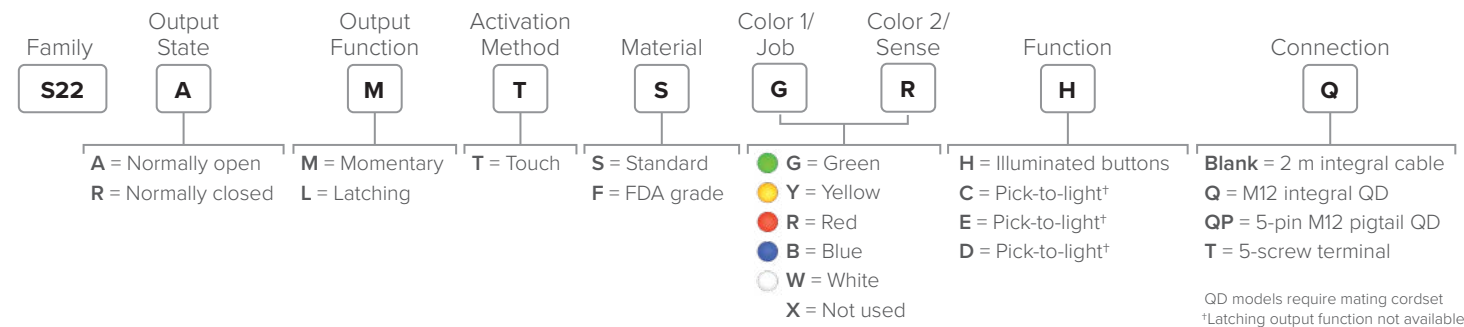 Family
Output
State
Output
Function
Activation
Method
Material
Color 1/
Job
Color 2/
Sense
Function
Connection
S22
A
M
T
S
G
R
H
Q
A = Normally open
R = Normally closed
M = Momentary
L = Latching
T = Touch
S = Standard
F = FDA grade
G = Green
Y = Yellow
R = Red
B = Blue
W = White
X = Not used
H = Illuminated buttons
C = Pick-to-light†
E = Pick-to-light†
D = Pick-to-light†
Blank = 2 m integral cable
Q = M12 integral QD
QP = 5-pin M12 pigtail QD
T = 5-screw terminal
QD models require mating cordset
†Latching output function not available